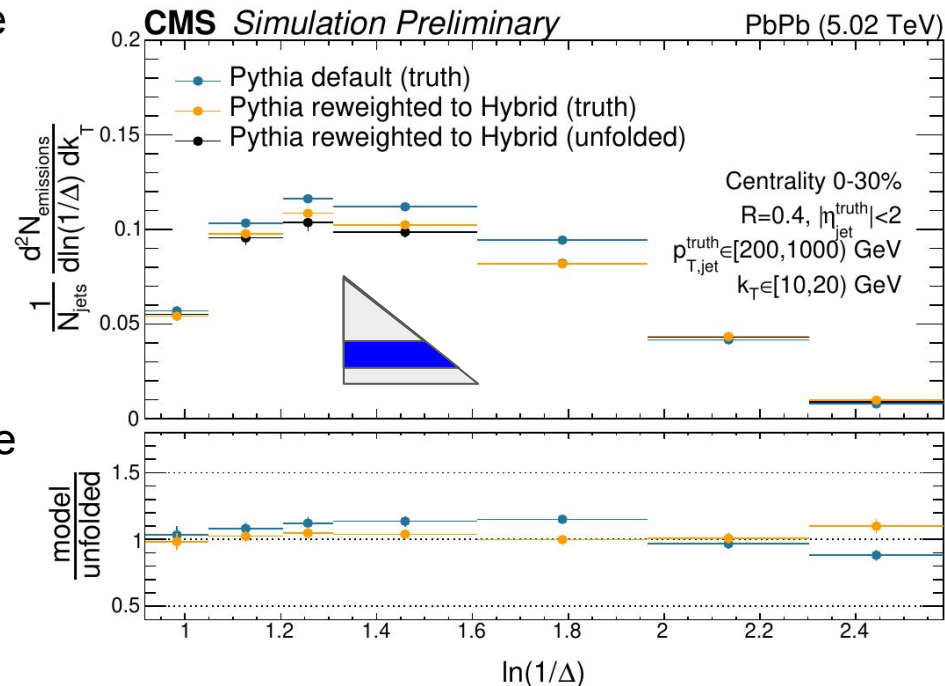 e
CMS Simulation Preliminary PbPb (5.02 TeV)
0.2
Pythia default (truth)
Pythia reweighted to Hybrid (truth)
Pythia reweighted to Hybrid (unfolded)
0.15
0.1
0.05
0
1/N_jets d²N_emissions/dln(1/Δ) dk_T
Centrality 0-30%
R=0.4, |η_jet^truth|<2
p_T,jet^truth∈[200,1000) GeV
k_T∈[10,20) GeV
e
1.5
1
0.5
model
unfolded
1 1.2 1.4 1.6 1.8 2 2.2 2.4
ln(1/Δ)